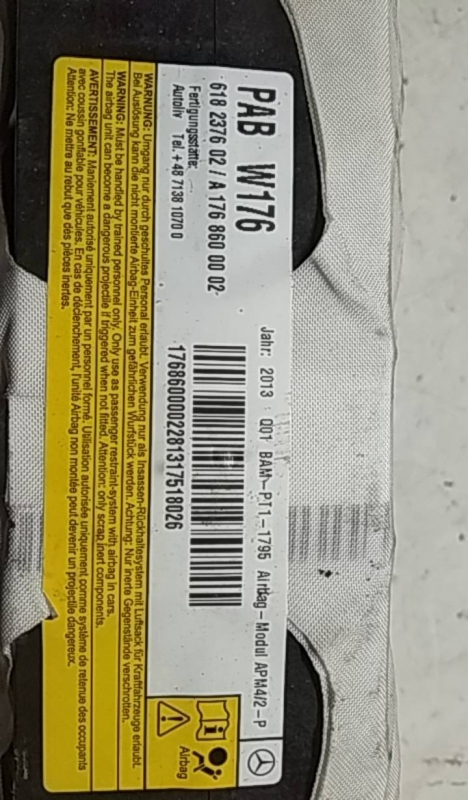 PAB W176
618 2376 02 / A 176 860 00 02
Fertigungsstätte:
Autoliv Tel. +48 7138 1070 0
Jahr: 2013 : Q01 BAM-PT1-1795 Airbag-Modul APM4/2-P
1768600002281317518026
Airbag
WARNUNG: Umgang nur durch geschultes Personal erlaubt. Verwendung nur als Insassen-Rückhaltesystem mit Luftsack für Kraftfahrzeuge erlaubt.
Bei Auslösung kann die nicht montierte Airbag-Einheit zum gefährlichen Wurfstück werden. Achtung: Nur inerte Gegenstände verschrotten.
WARNING: Must be handled by trained personnel only. Only use as passenger restraint-system with airbag in cars.
The airbag unit can become a dangerous projectile if triggered when not fitted. Attention: only scrap inert components.
AVERTISSEMENT: Maniement autorisé uniquement par un personnel formé. Utilisation autorisée uniquement comme système de retenue des occupants
avec coussin gonflable pour véhicules. En cas de déclenchement, l'unité Airbag non montée peut devenir un projectile dangereux.
Attention: Ne mettre au rebut que des pièces inertes.